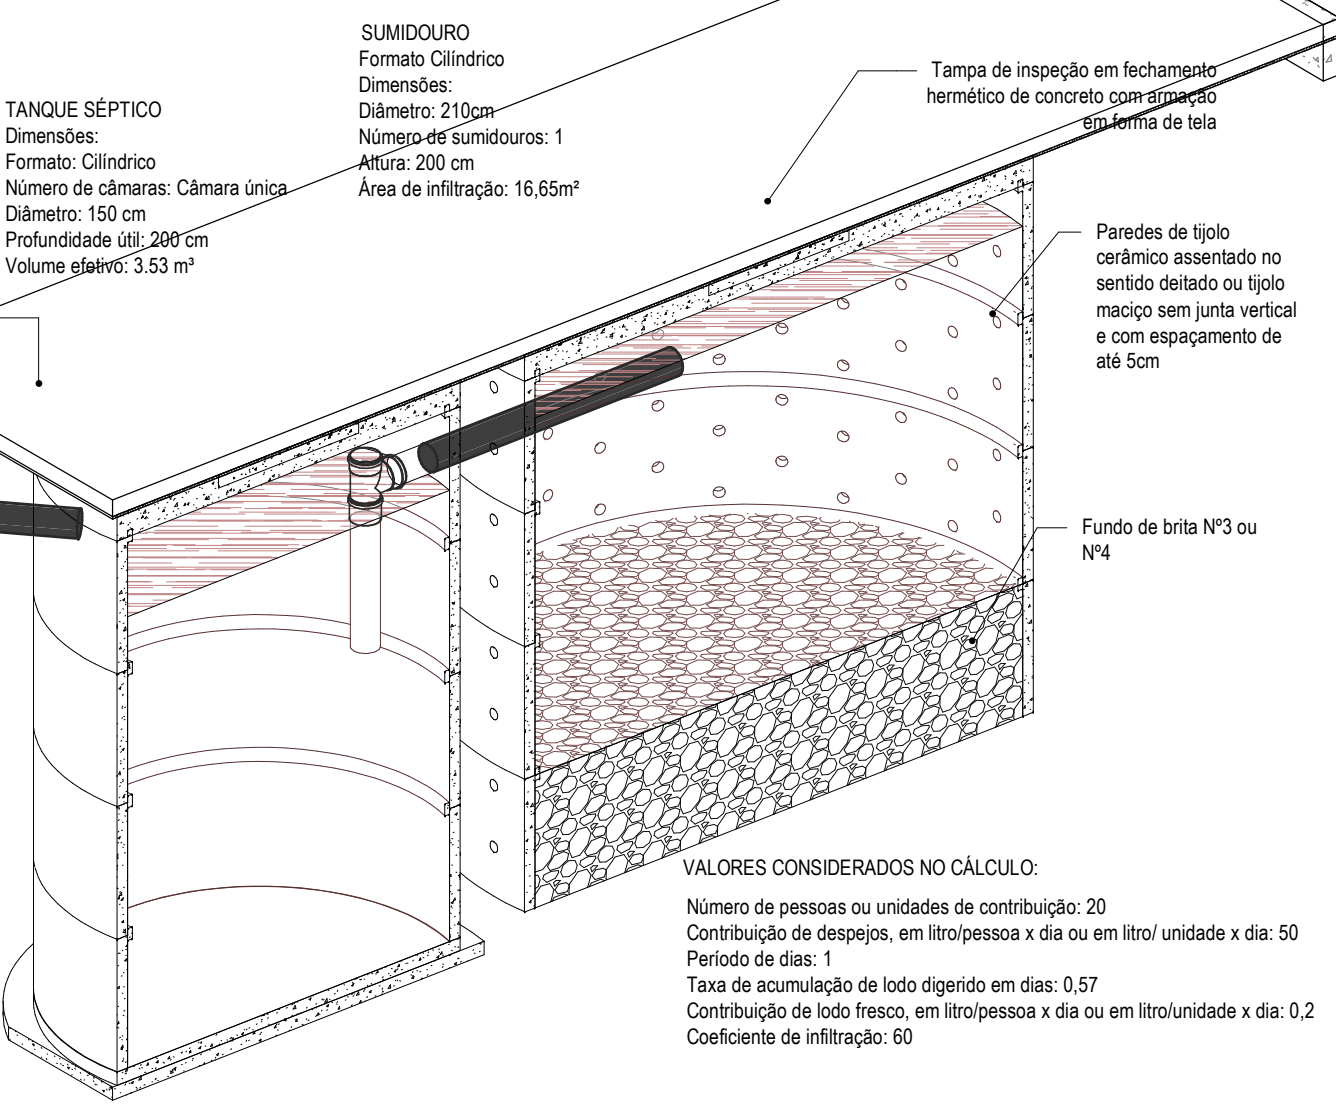 TANQUE SÉPTICO
Dimensões:
Formato: Cilíndrico
Número de câmaras: Câmara única
Diâmetro: 150 cm
Profundidade útil: 200 cm
Volume efetivo: 3.53 m³
SUMIDOURO
Formato Cilíndrico
Dimensões:
Diâmetro: 210cm
Número de sumidouros: 1
Altura: 200 cm
Área de infiltração: 16,65m²
Tampa de inspeção em fechamento
hermético de concreto com armação
em forma de tela
Paredes de tijolo
cerâmico assentado no
sentido deitado ou tijolo
maciço sem junta vertical
e com espaçamento de
até 5cm
Fundo de brita Nº3 ou
Nº4
VALORES CONSIDERADOS NO CÁLCULO:
Número de pessoas ou unidades de contribuição: 20
Contribuição de despejos, em litro/pessoa x dia ou em litro/ unidade x dia: 50
Período de dias: 1
Taxa de acumulação de lodo digerido em dias: 0,57
Contribuição de lodo fresco, em litro/pessoa x dia ou em litro/unidade x dia: 0,2
Coeficiente de infiltração: 60